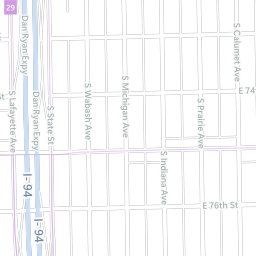 29
Dan Ryan Expy
S Calumet Ave
E 74
St
S Lafayette Ave
Dan Ryan Expy
S State St
S Wabash Ave
S Michigan Ave
S Prairie Ave
S Indiana Ave
I-94
E 76th St
I-94